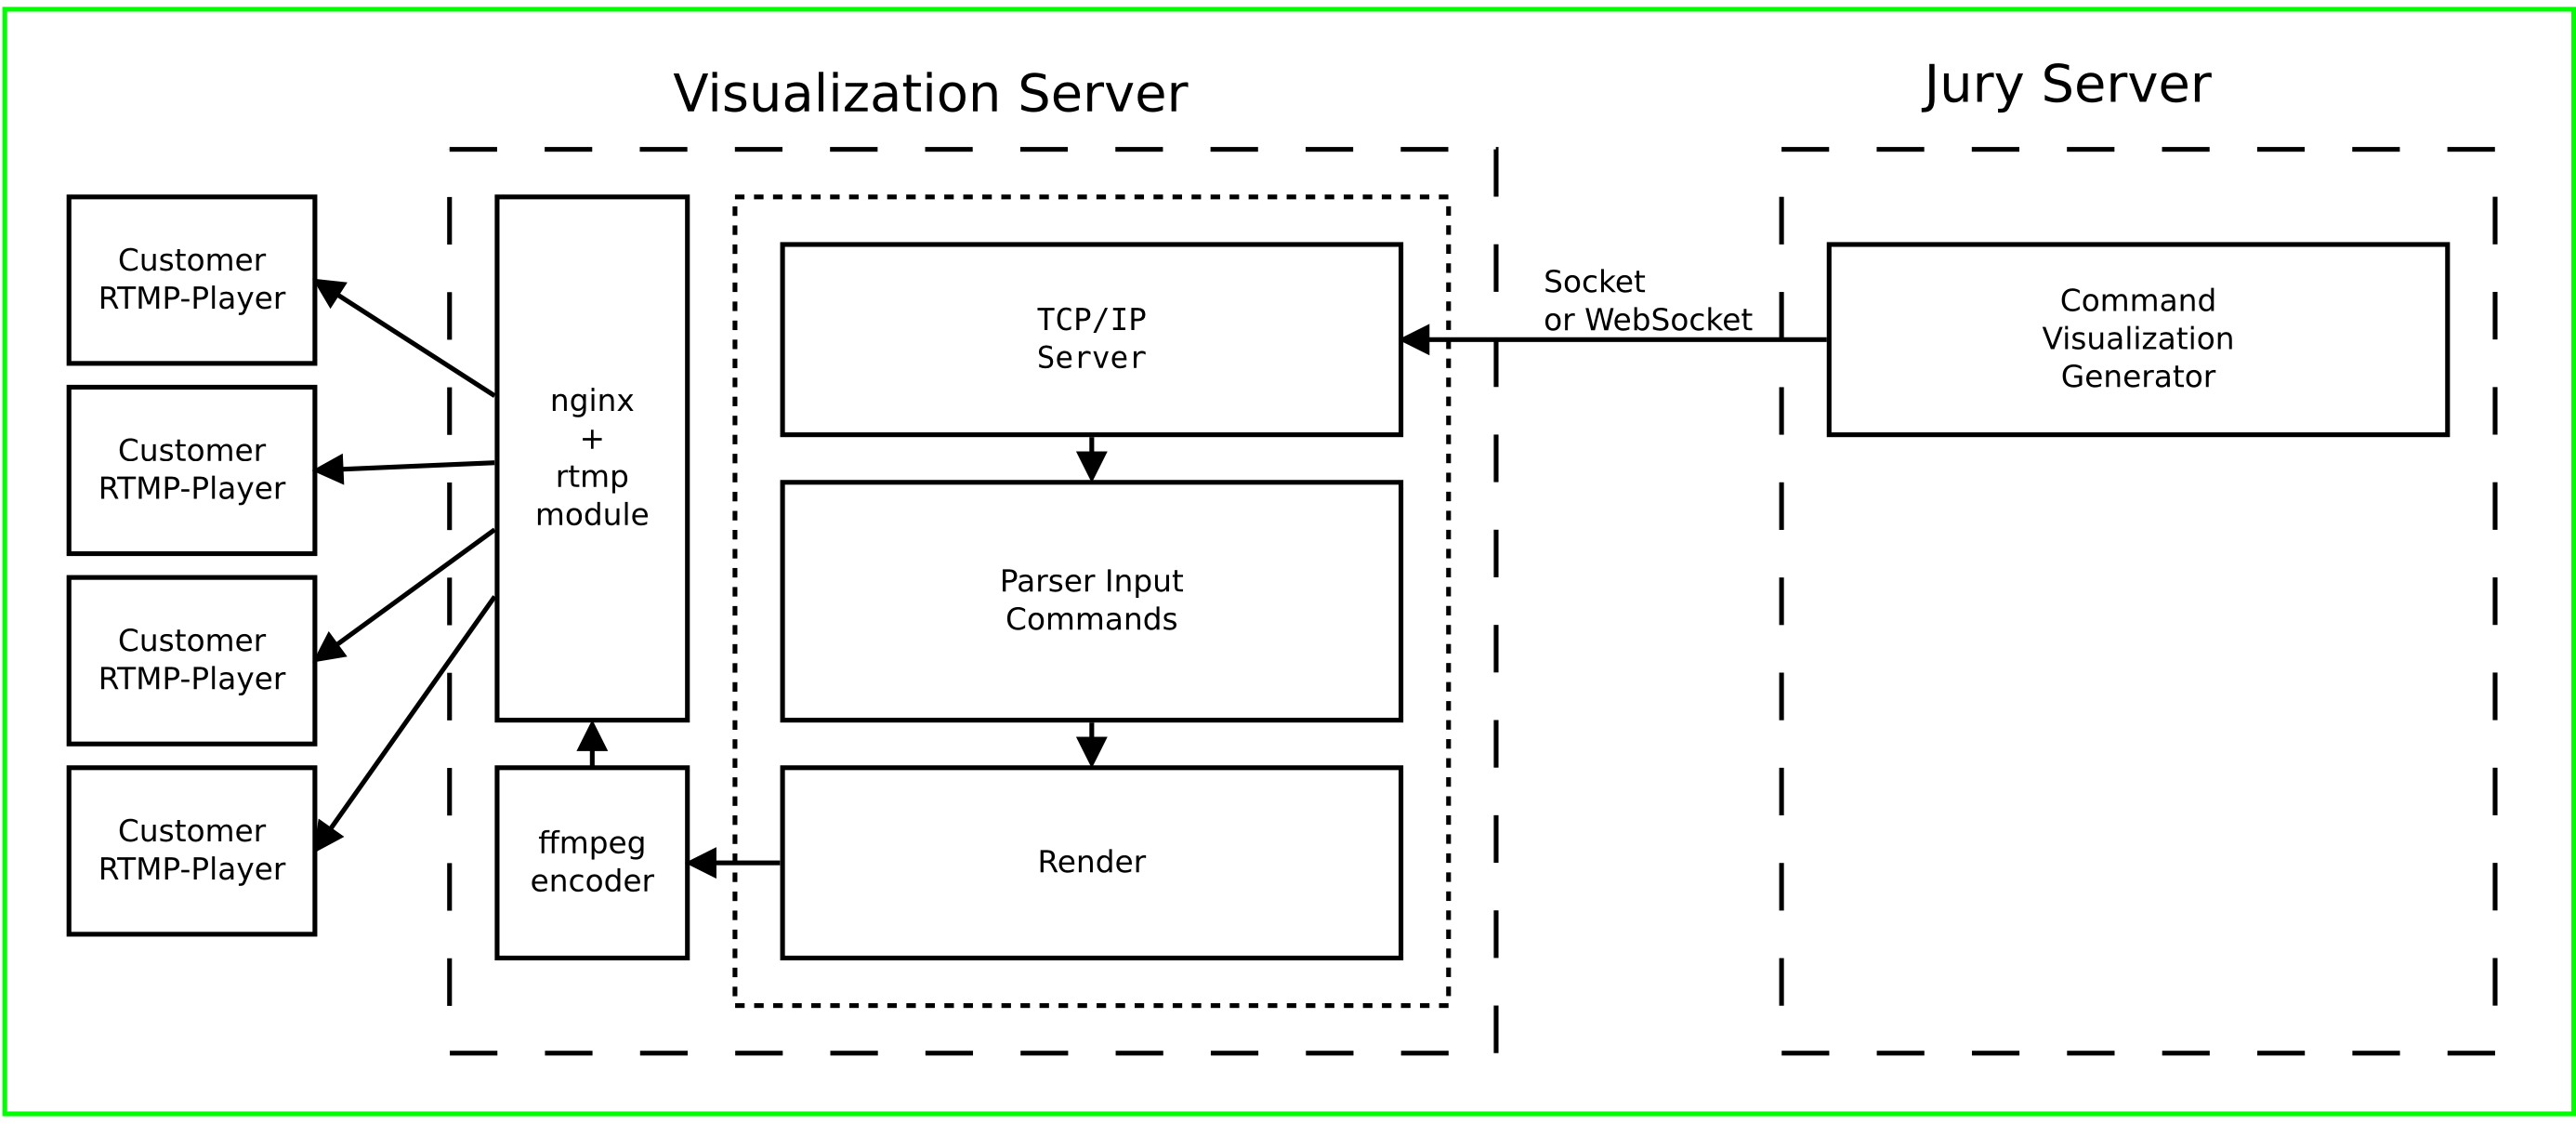 Visualization Server
Jury Server
Customer
RTMP-Player
Customer
RTMP-Player
Customer
RTMP-Player
Customer
RTMP-Player
nginx
+
rtmp
module
ffmpeg
encoder
TCP/IP
Server
Parser Input
Commands
Render
Socket
or WebSocket
Command
Visualization
Generator